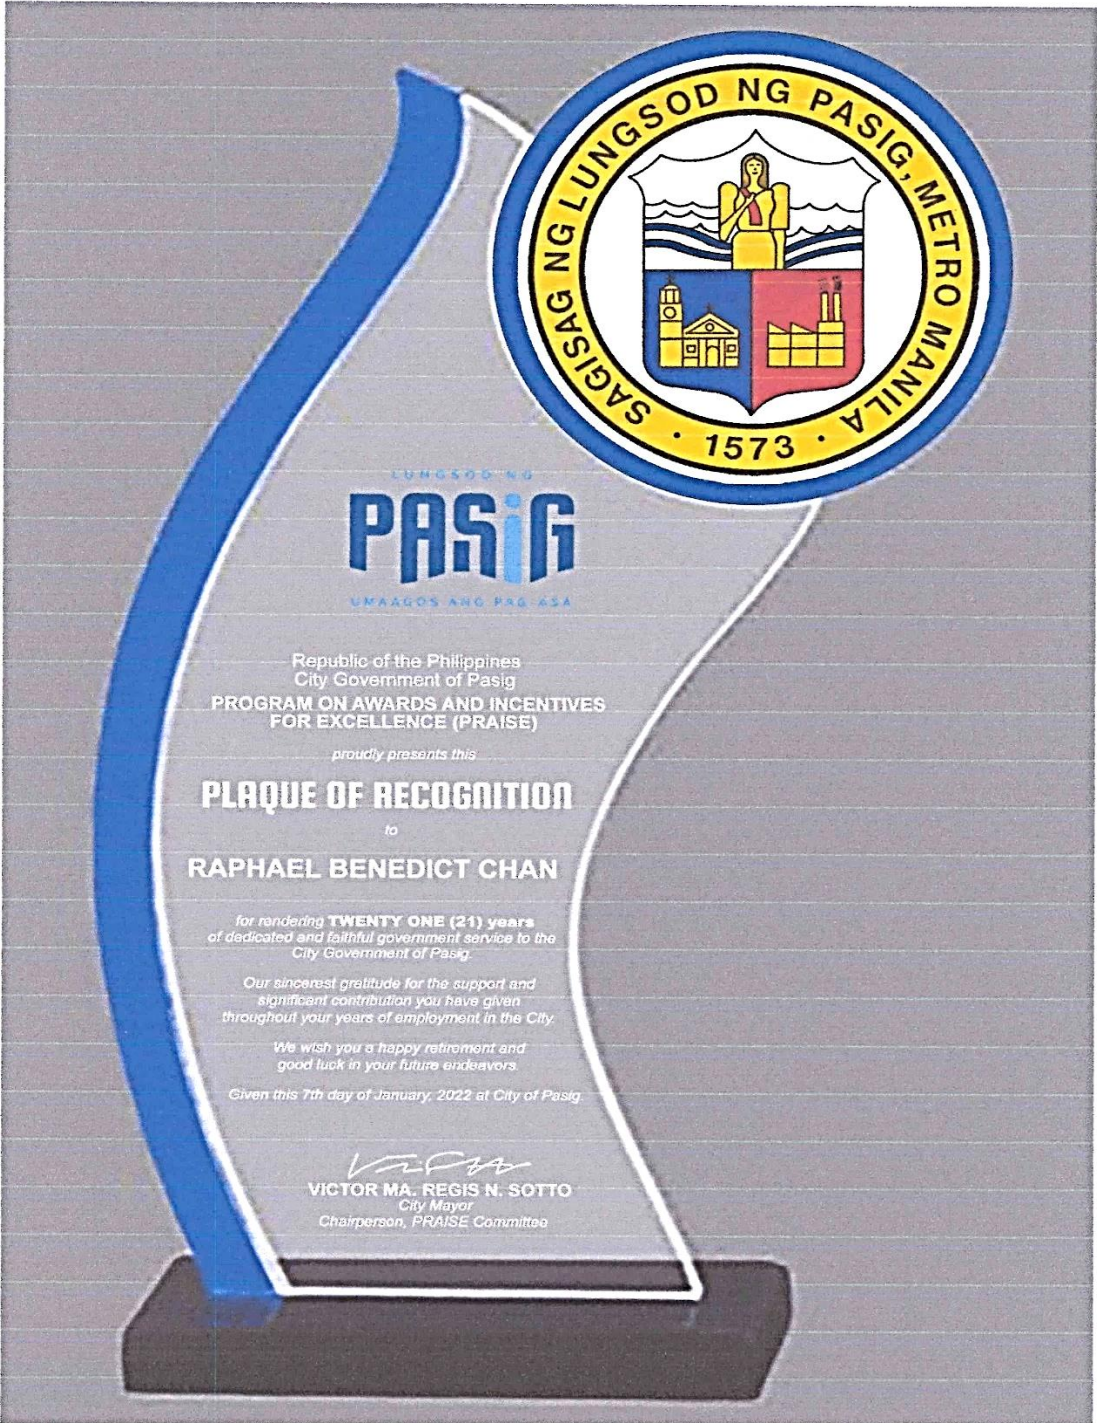 SAGISAG NG LUNGSOD NG PASIG, METRO MANILA
· 1573 ·
LUNGSOD NG
PASiG
UMAAGOS ANG PAG-ASA
Republic of the Philippines
City Government of Pasig
PROGRAM ON AWARDS AND INCENTIVES
FOR EXCELLENCE (PRAISE)
proudly presents this
PLAQUE OF RECOGNITION
to
RAPHAEL BENEDICT CHAN
for rendering TWENTY ONE (21) years
of dedicated and faithful government service to the
City Government of Pasig.
Our sincerest gratitude for the support and
significant contribution you have given
throughout your years of employment in the City.
We wish you a happy retirement and
good luck in your future endeavors.
Given this 7th day of January, 2022 at City of Pasig.
VICTOR MA. REGIS N. SOTTO
City Mayor
Chairperson, PRAISE Committee